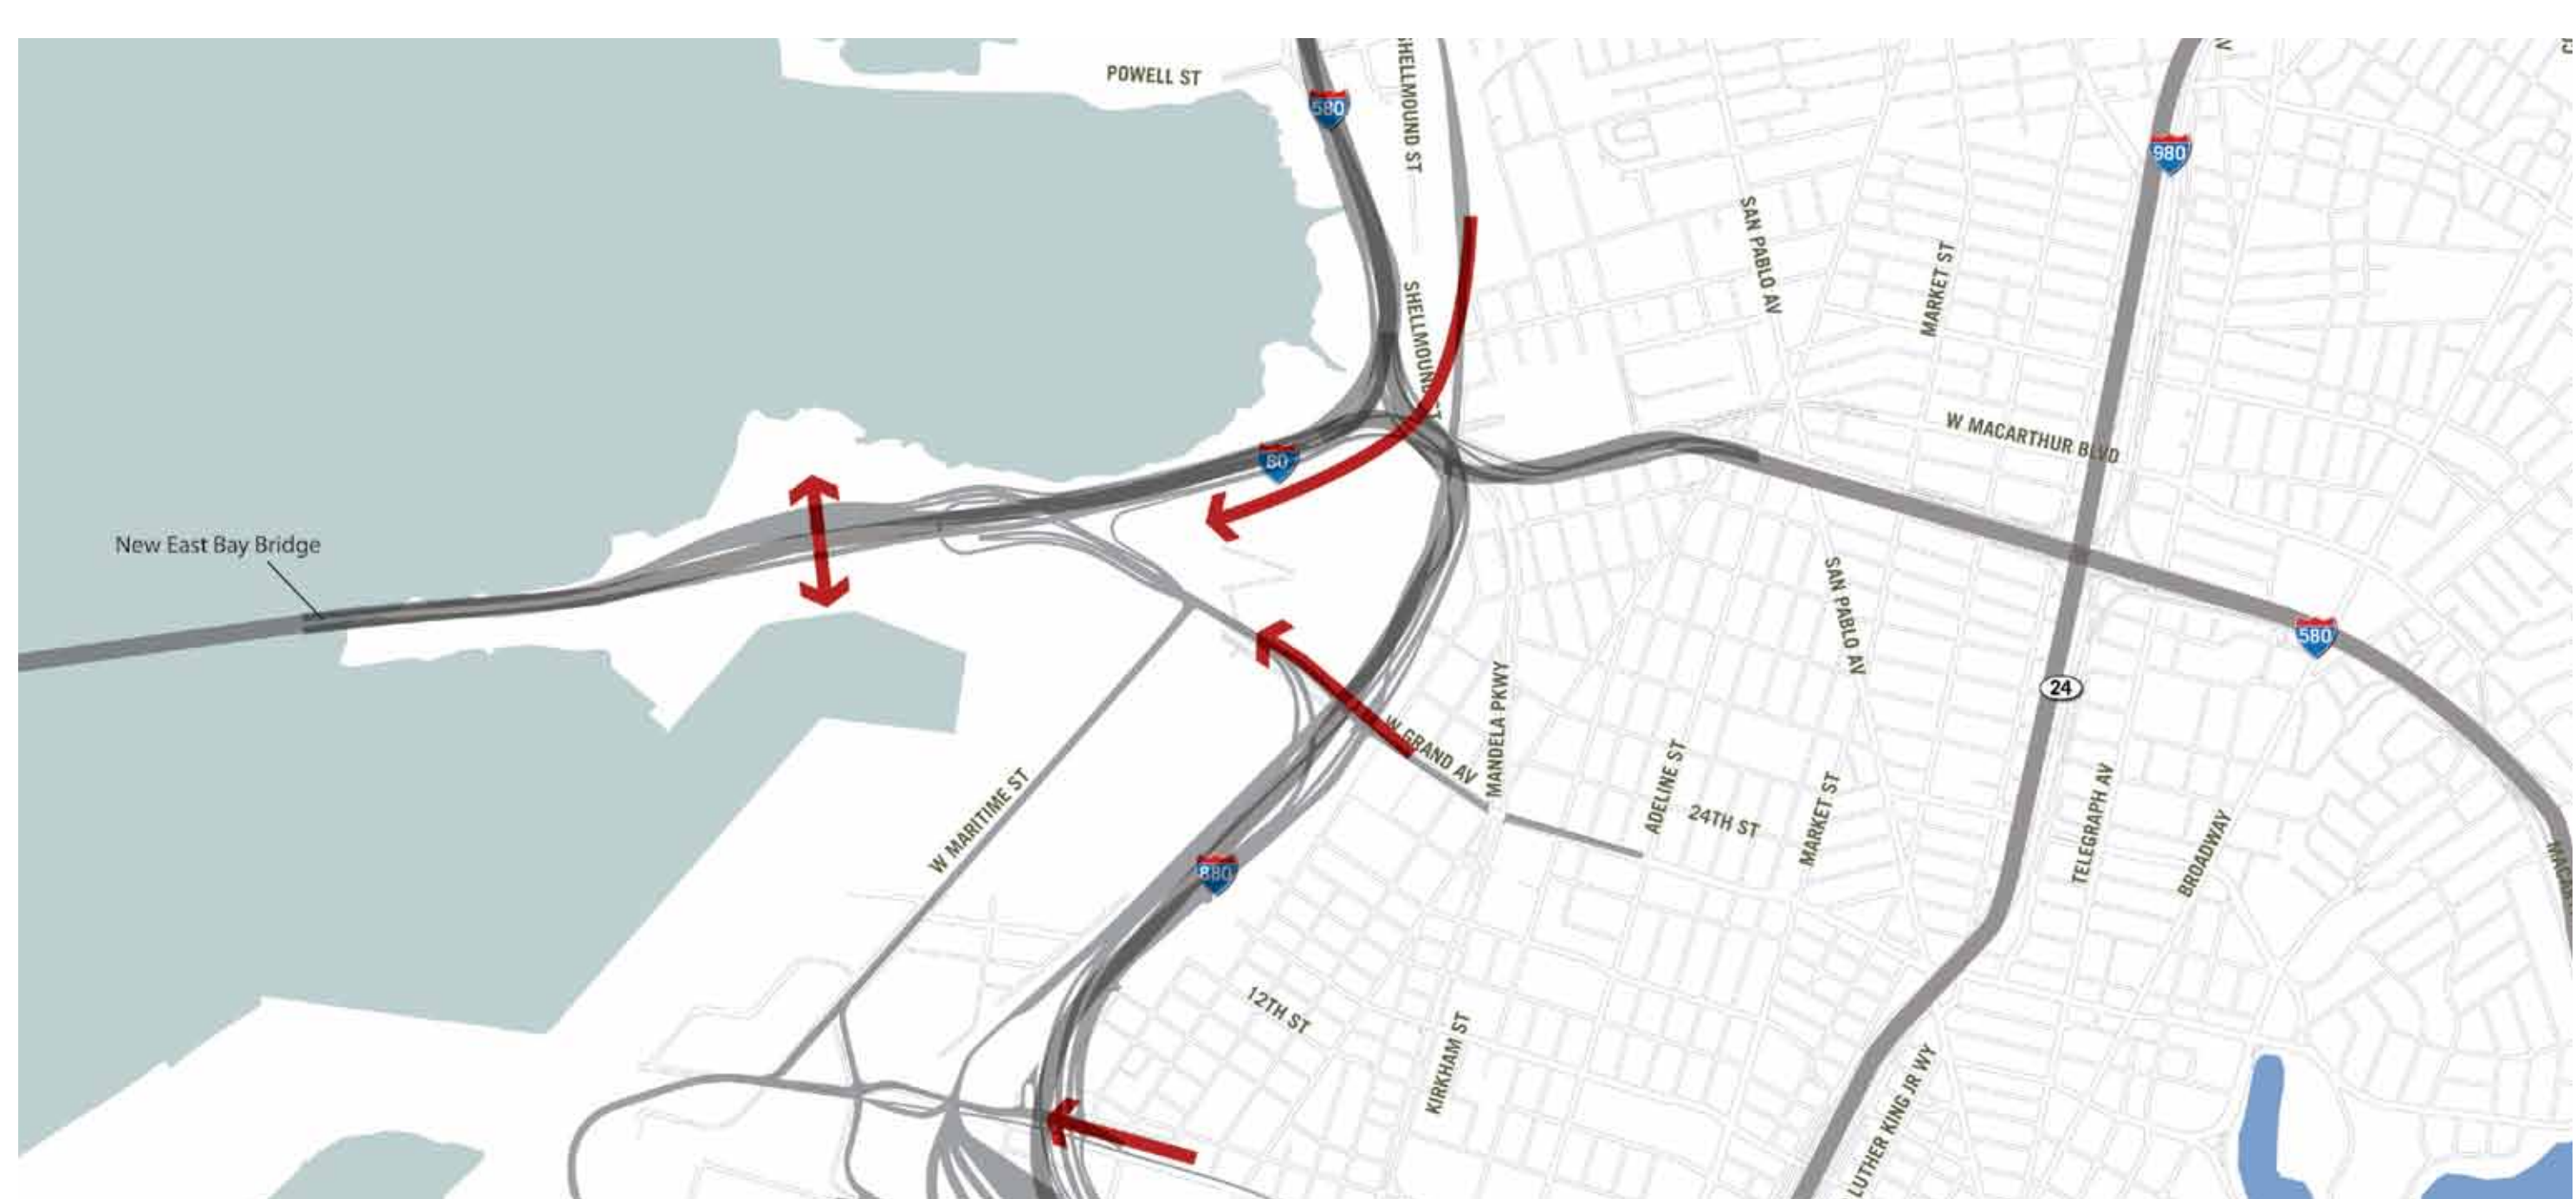 POWELL ST
580
SHELLMOUND ST
980
SAN PABLO AV
MARKET ST
SHELLMOUND ST
W MACARTHUR BLVD
80
New East Bay Bridge
SAN PABLO AV
580
24
MANDELA PKWY
W GRAND AV
ADELINE ST
24TH ST
MARKET ST
TELEGRAPH AV
BROADWAY
W MARITIME ST
880
12TH ST
KIRKHAM ST
LUTHER KING JR WY